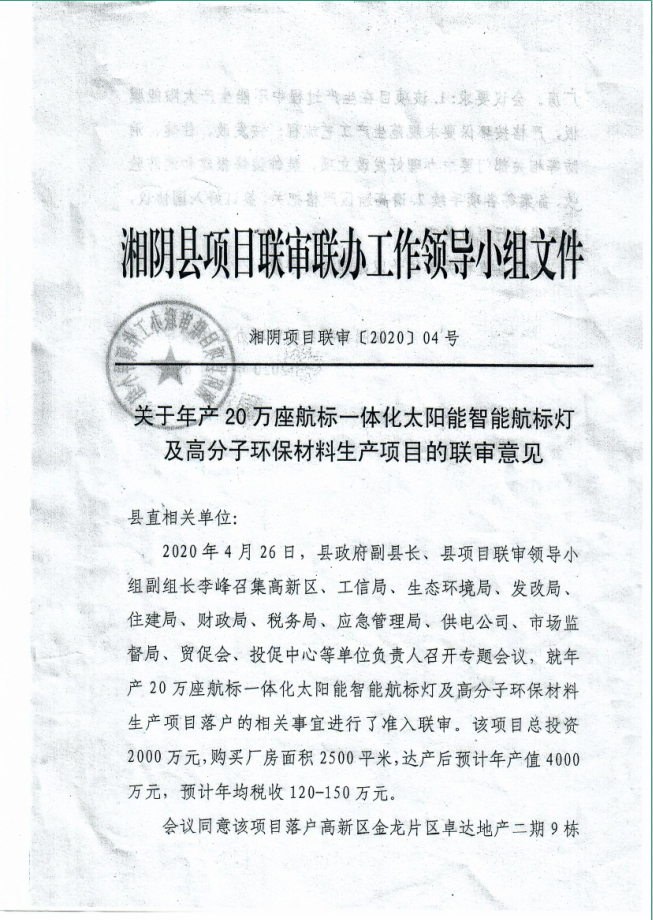 湘阴县项目联审联办工作领导小组文件
湘阴项目联审〔2020〕04号
关于年产20万座航标一体化太阳能智能航标灯
及高分子环保材料生产项目的联审意见
县直相关单位：
2020年4月26日，县政府副县长、县项目联审领导小
组副组长李峰召集高新区、工信局、生态环境局、发改局、
住建局、财政局、税务局、应急管理局、供电公司、市场监
督局、贸促会、投促中心等单位负责人召开专题会议，就年
产20万座航标一体化太阳能智能航标灯及高分子环保材料
生产项目落户的相关事宜进行了准入联审。该项目总投资
2000万元，购买厂房面积2500平米，达产后预计年产值4000
万元，预计年均税收120-150万元。
会议同意该项目落户高新区金龙片区卓达地产二期9栋